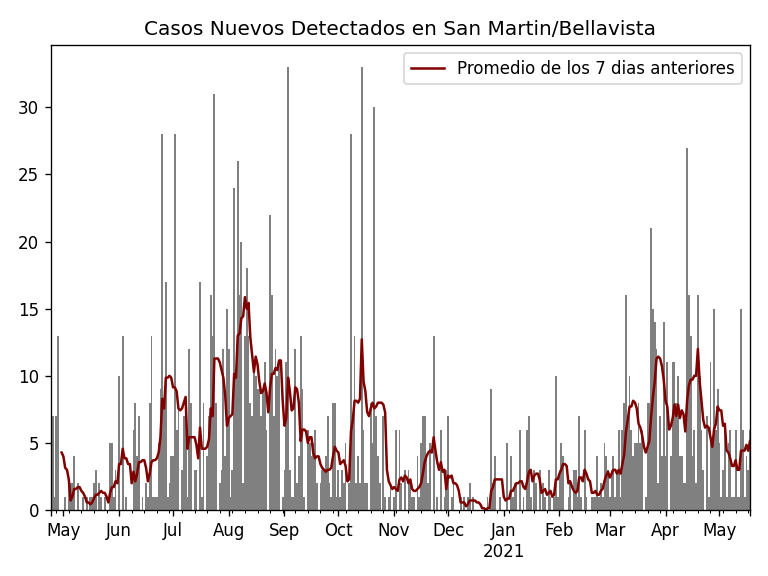 Casos Nuevos Detectados en San Martin/Bellavista
Promedio de los 7 dias anteriores
30
25
20
15
10
5
0
May Jun Jul Aug Sep Oct Nov Dec Jan Feb Mar Apr May
2021